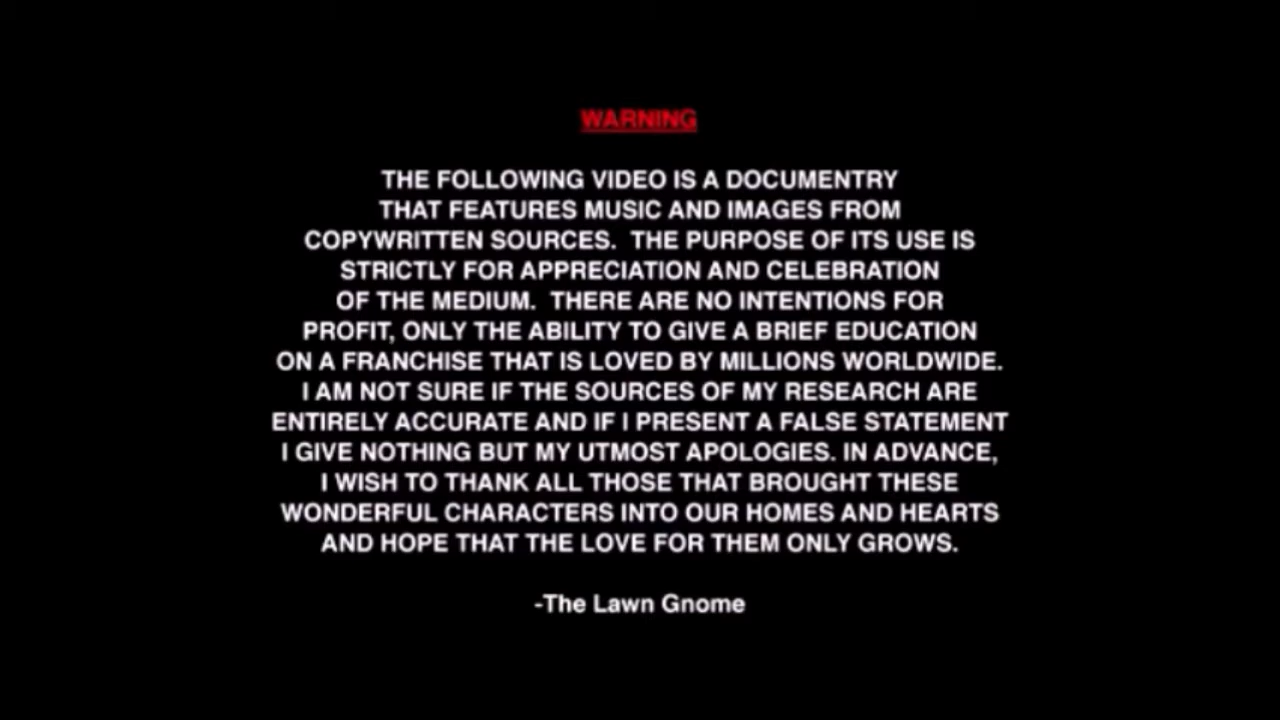 WARNING
THE FOLLOWING VIDEO IS A DOCUMENTRY
THAT FEATURES MUSIC AND IMAGES FROM
COPYWRITTEN SOURCES.  THE PURPOSE OF ITS USE IS
STRICTLY FOR APPRECIATION AND CELEBRATION
OF THE MEDIUM.  THERE ARE NO INTENTIONS FOR
PROFIT, ONLY THE ABILITY TO GIVE A BRIEF EDUCATION
ON A FRANCHISE THAT IS LOVED BY MILLIONS WORLDWIDE.
I AM NOT SURE IF THE SOURCES OF MY RESEARCH ARE
ENTIRELY ACCURATE AND IF I PRESENT A FALSE STATEMENT
I GIVE NOTHING BUT MY UTMOST APOLOGIES. IN ADVANCE,
I WISH TO THANK ALL THOSE THAT BROUGHT THESE
WONDERFUL CHARACTERS INTO OUR HOMES AND HEARTS
AND HOPE THAT THE LOVE FOR THEM ONLY GROWS.
-The Lawn Gnome